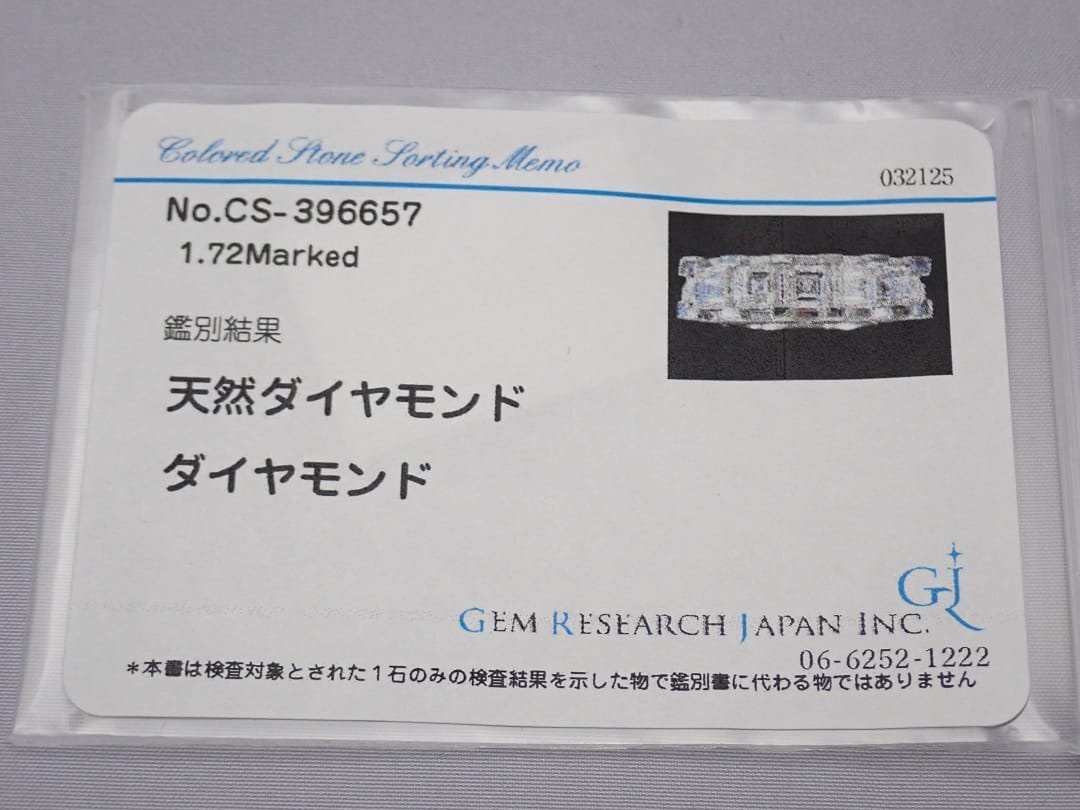 Colored Stone Sorting Memo
032125
No.CS-396657
1.72Marked
鑑別結果
天然ダイヤモンド
ダイヤモンド
GJ
GEM RESEARCH JAPAN INC.
06-6252-1222
*本書は検査対象とされた1石のみの検査結果を示した物で鑑別書に代わる物ではありません